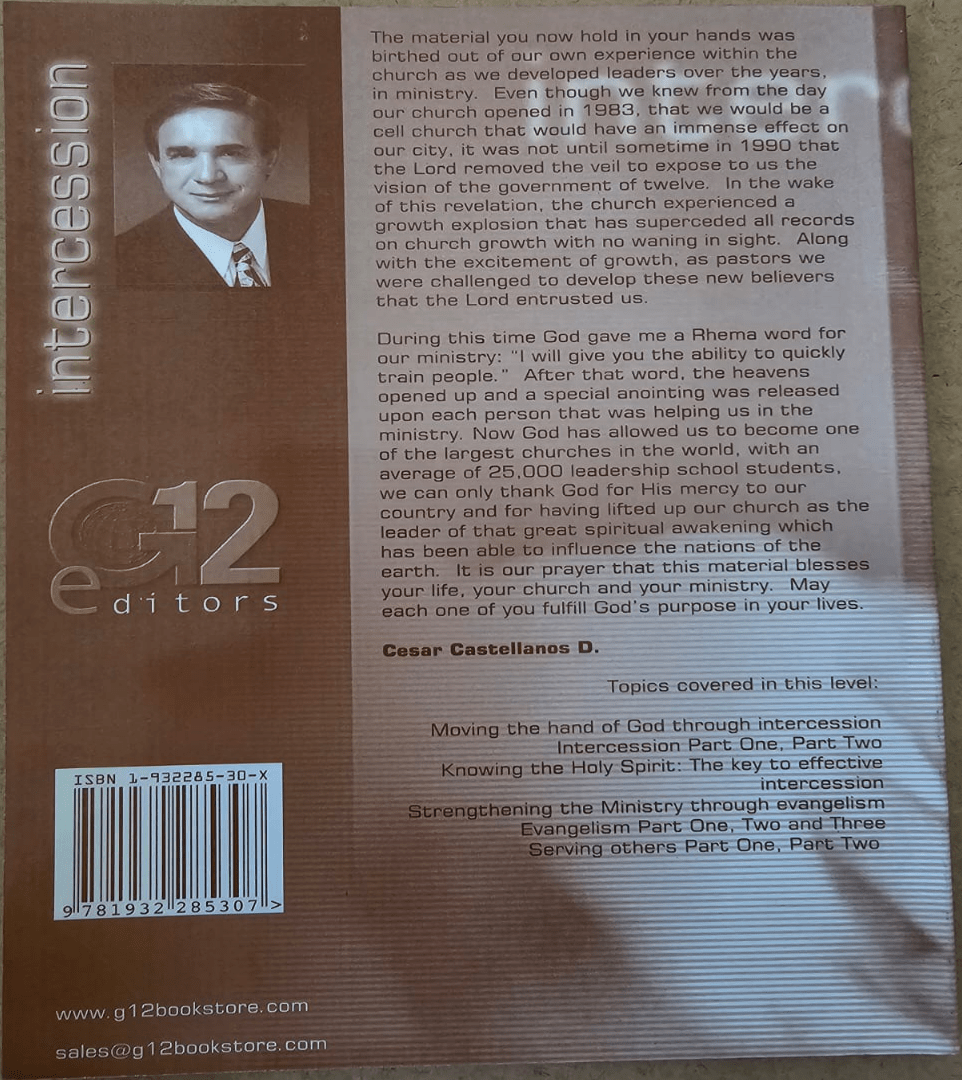 intercession
The material you now hold in your hands was
birthed out of our own experience within the
church as we developed leaders over the years,
in ministry. Even though we knew from the day
our church opened in 1983, that we would be a
cell church that would have an immense effect on
our city, it was not until sometime in 1990 that
the Lord removed the veil to expose to us the
vision of the government of twelve. In the wake
of this revelation, the church experienced a
growth explosion that has superceded all records
on church growth with no waning in sight. Along
with the excitement of growth, as pastors we
were challenged to develop these new believers
that the Lord entrusted us.
During this time God gave me a Rhema word for
our ministry: "I will give you the ability to quickly
train people." After that word, the heavens
opened up and a special anointing was released
upon each person that was helping us in the
ministry. Now God has allowed us to become one
of the largest churches in the world, with an
average of 25,000 leadership school students,
we can only thank God for His mercy to our
country and for having lifted up our church as the
leader of that great spiritual awakening which
has been able to influence the nations of the
earth. It is our prayer that this material blesses
your life, your church and your ministry. May
each one of you fulfill God's purpose in your lives.
Cesar Castellanos D.
Topics covered in this level:
Moving the hand of God through intercession
Intercession Part One, Part Two
Knowing the Holy Spirit: The key to effective
intercession
Strengthening the Ministry through evangelism
Evangelism Part One, Two and Three
Serving others Part One, Part Two
G12
editors
ISBN 1-932285-30-X
9 781932 285307 >
www.g12bookstore.com
sales@g12bookstore.com